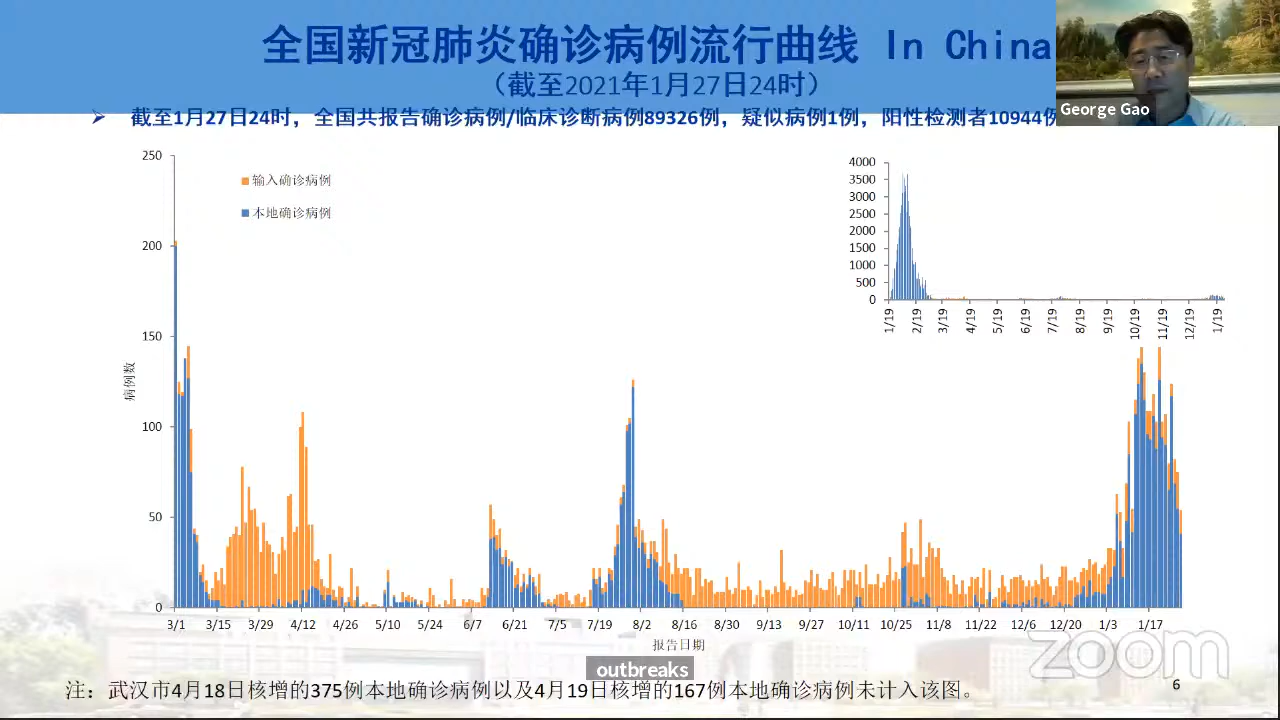 全国新冠肺炎确诊病例流行曲线 In China
（截至2021年1月27日24时）
George Gao
➢ 截至1月27日24时，全国共报告确诊病例/临床诊断病例89326例，疑似病例1例，阳性检测者10944例
250
200
150
100
50
0
病例数
输入确诊病例
本地确诊病例
4000
3500
3000
2500
2000
1500
1000
500
0
1/19 2/19 3/19 4/19 5/19 6/19 7/19 8/19 9/19 10/19 11/19 12/19 1/19
3/1 3/15 3/29 4/12 4/26 5/10 5/24 6/7 6/21 7/5 7/19 8/2 8/16 8/30 9/13 9/27 10/11 10/25 11/8 11/22 12/6 12/20 1/3 1/17
报告日期
outbreaks
zoom
注：武汉市4月18日核增的375例本地确诊病例以及4月19日核增的167例本地确诊病例未计入该图。
6